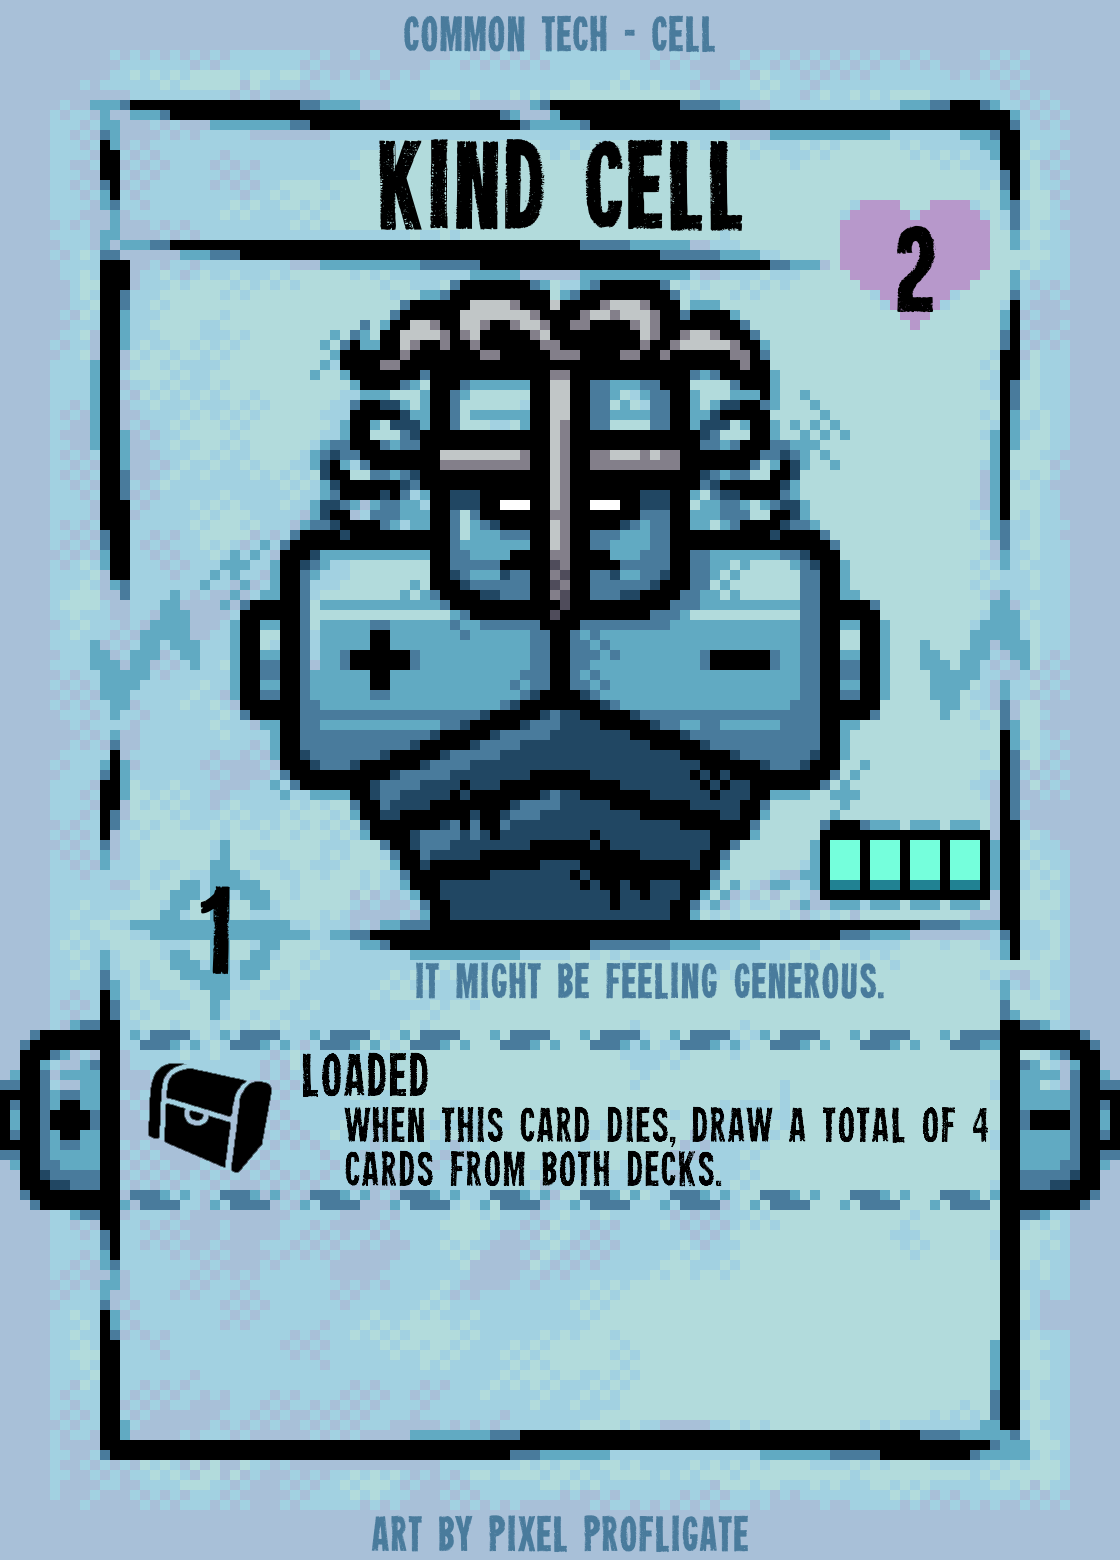 COMMON TECH - CELL
KIND CELL
2
+ -
1
IT MIGHT BE FEELING GENEROUS.
LOADED
+ WHEN THIS CARD DIES, DRAW A TOTAL OF 4 -
CARDS FROM BOTH DECKS.
ART BY PIXEL PROFLIGATE